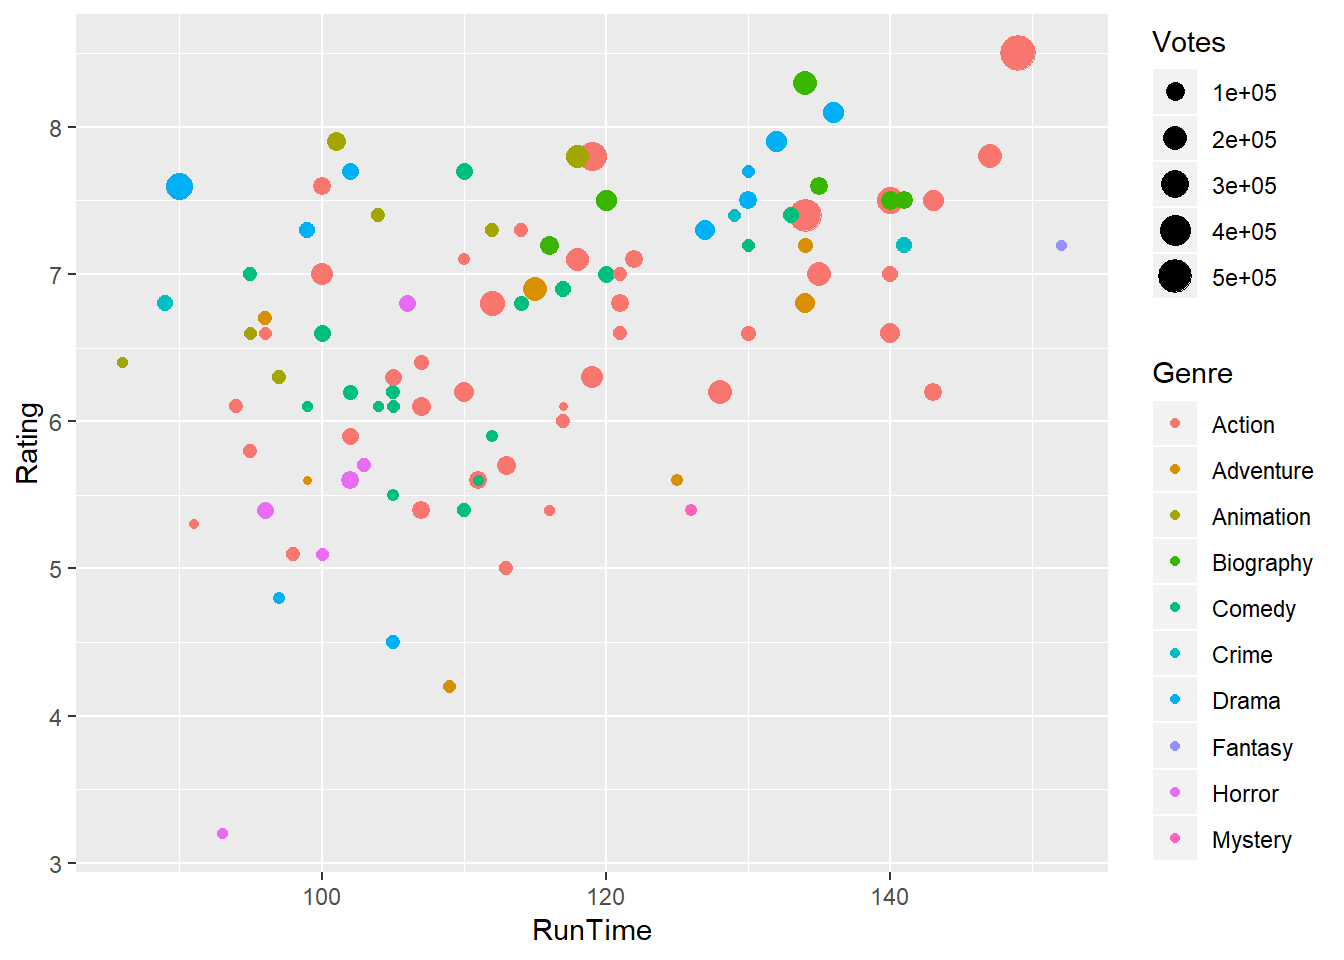 Rating
8
7
6
5
4
3
100
120
140
RunTime
Votes
1e+05
2e+05
3e+05
4e+05
5e+05
Genre
Action
Adventure
Animation
Biography
Comedy
Crime
Drama
Fantasy
Horror
Mystery